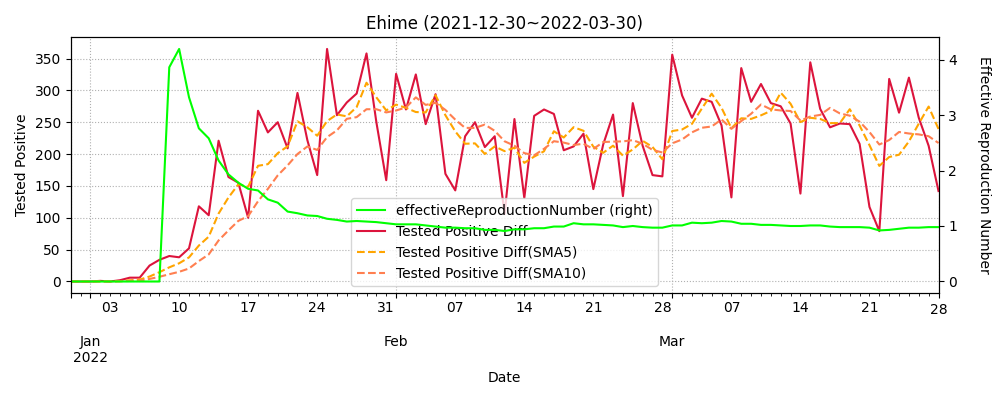 Ehime (2021-12-30~2022-03-30)
Tested Positive
350
300
250
200
150
100
50
0
4
3
2
1
0
Effective Reproduction Number
effectiveReproductionNumber (right)
Tested Positive Diff
Tested Positive Diff(SMA5)
Tested Positive Diff(SMA10)
03 10 17 24 31 07 14 21 28 07 14 21 28
Jan Feb Mar
2022
Date